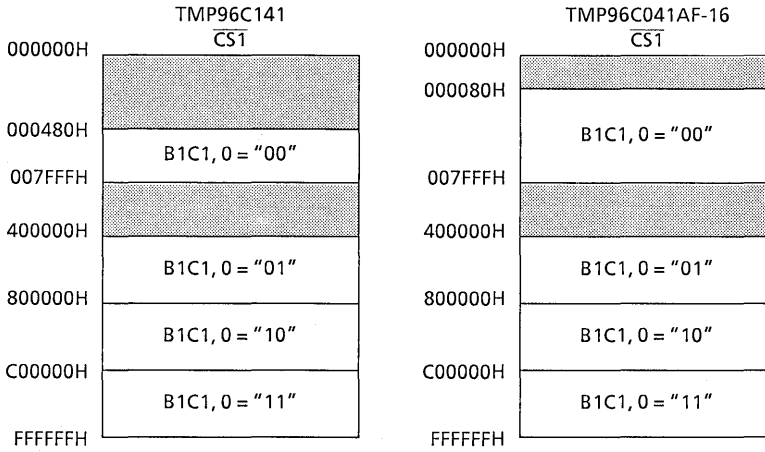 TMP96C141
CS1
000000H
000480H
B1C1, 0 = "00"
007FFFH
400000H
B1C1, 0 = "01"
800000H
B1C1, 0 = "10"
C00000H
B1C1, 0 = "11"
FFFFFFH
TMP96C041AF-16
CS1
000000H
000080H
B1C1, 0 = "00"
007FFFH
400000H
B1C1, 0 = "01"
800000H
B1C1, 0 = "10"
C00000H
B1C1, 0 = "11"
FFFFFFH